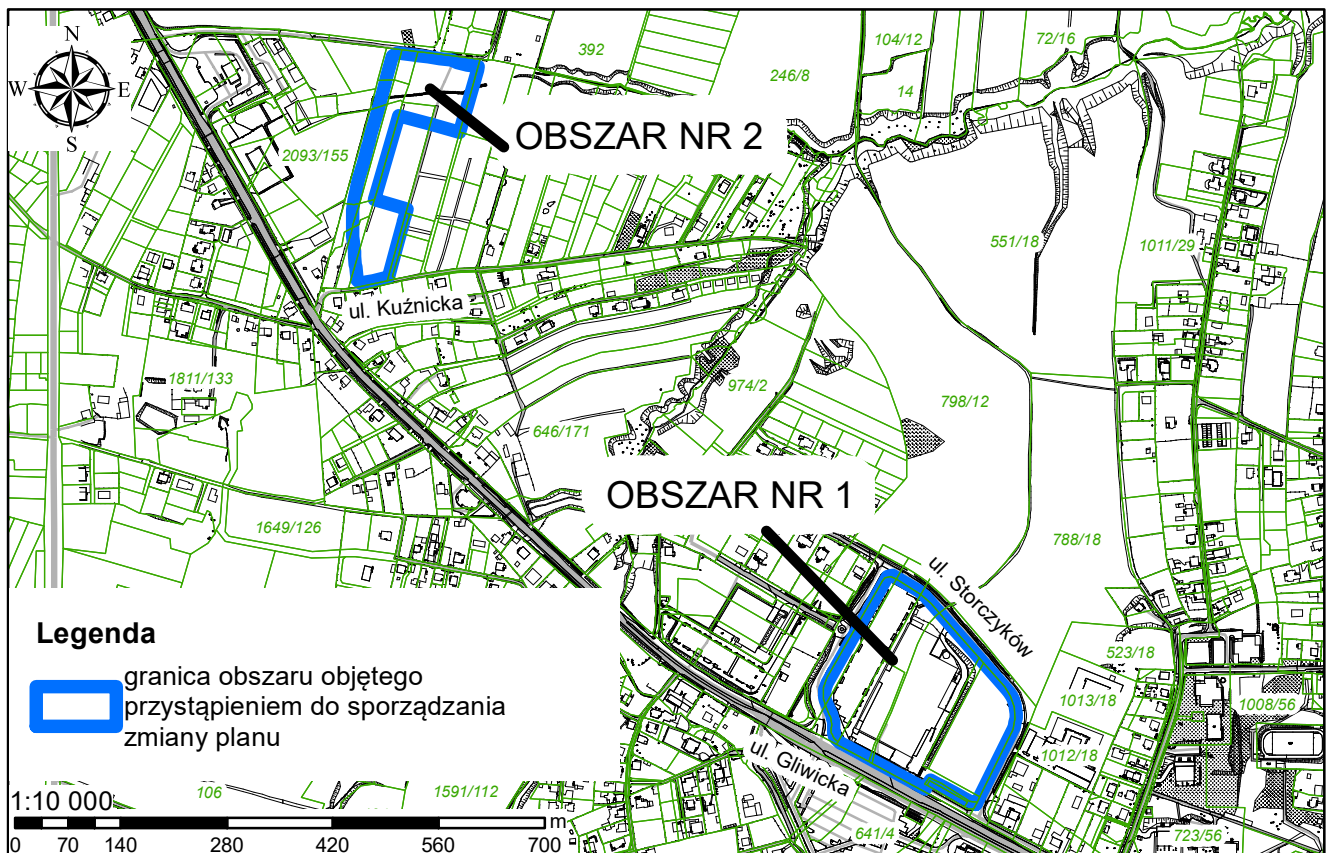 N
W E
S
392
104/12
72/16
246/8
14
OBSZAR NR 2
2093/155
551/18
1011/29
ul. Kuźnicka
1811/133
974/2
798/12
646/171
OBSZAR NR 1
1649/126
788/18
ul. Storczyków
Legenda
granica obszaru objętego
przystąpieniem do sporządzania
zmiany planu
523/18
1013/18
1008/56
1012/18
ul. Gliwicka
106
1591/112
641/4
723/56
1:10 000
m
0 70 140 280 420 560 700